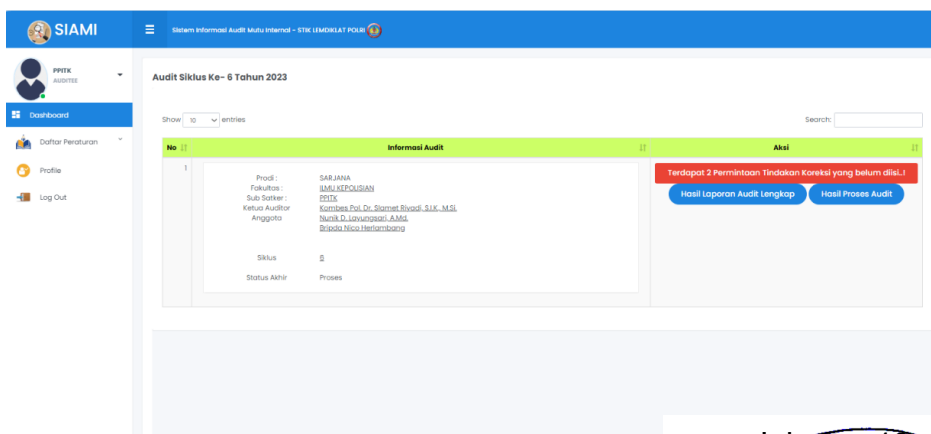 SIAMI
Sistem Informasi Audit Mutu Internal - STIK LEMDIKLAT POLRI
PPITK
AUDITEE
Dashboard
Daftar Peraturan
Profile
Log Out
Audit Siklus Ke- 6 Tahun 2023
Show 10 entries
Search:
No Informasi Audit Aksi
1
Prodi : SARJANA
Fakultas : ILMU KEPOLISIAN
Sub Satker : PPITK
Ketua Auditor Kombes Pol. Dr. Slamet Riyadi, S.I.K., M.Si.
Anggota Nunik D. Layungsari, A.Md.
Bripda Nico Herlambang
Siklus 6
Status Akhir Proses
Terdapat 2 Permintaan Tindakan Koreksi yang belum diisi..!
Hasil Laporan Audit Lengkap Hasil Proses Audit